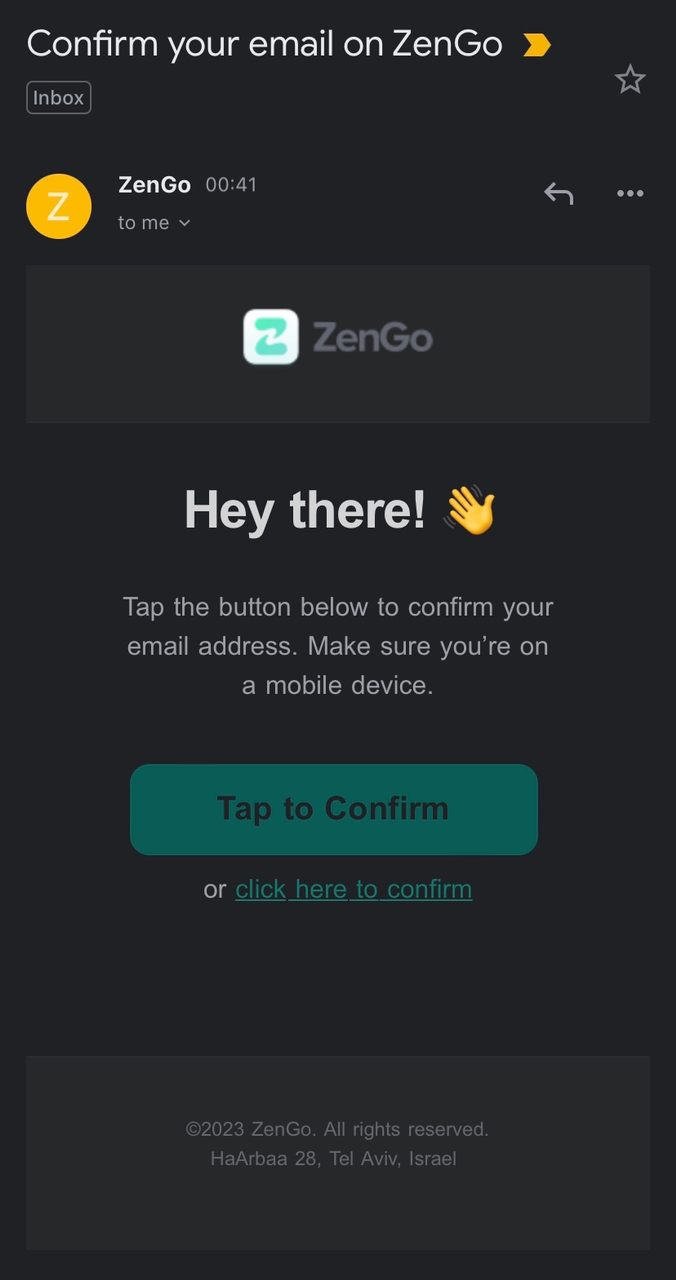 Confirm your email on ZenGo
Inbox
Z
ZenGo 00:41
to me
ZenGo
Hey there! 👋
Tap the button below to confirm your
email address. Make sure you’re on
a mobile device.
Tap to Confirm
or click here to confirm
©2023 ZenGo. All rights reserved.
HaArbaa 28, Tel Aviv, Israel